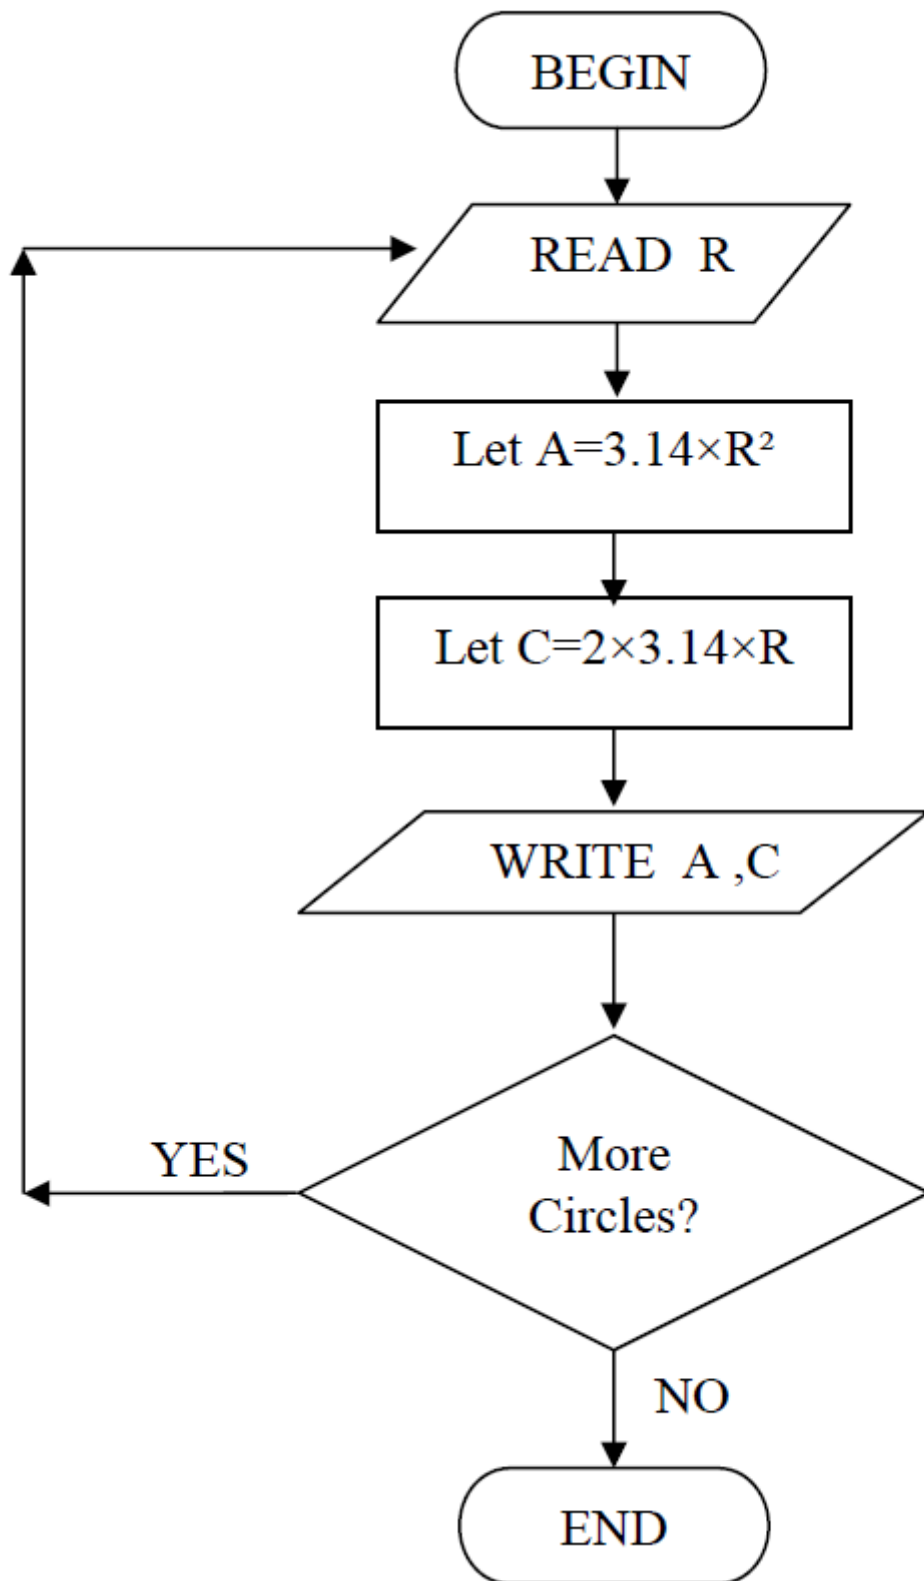 BEGIN
READ R
Let A=3.14×R²
Let C=2×3.14×R
WRITE A ,C
More
Circles?
YES
NO
END